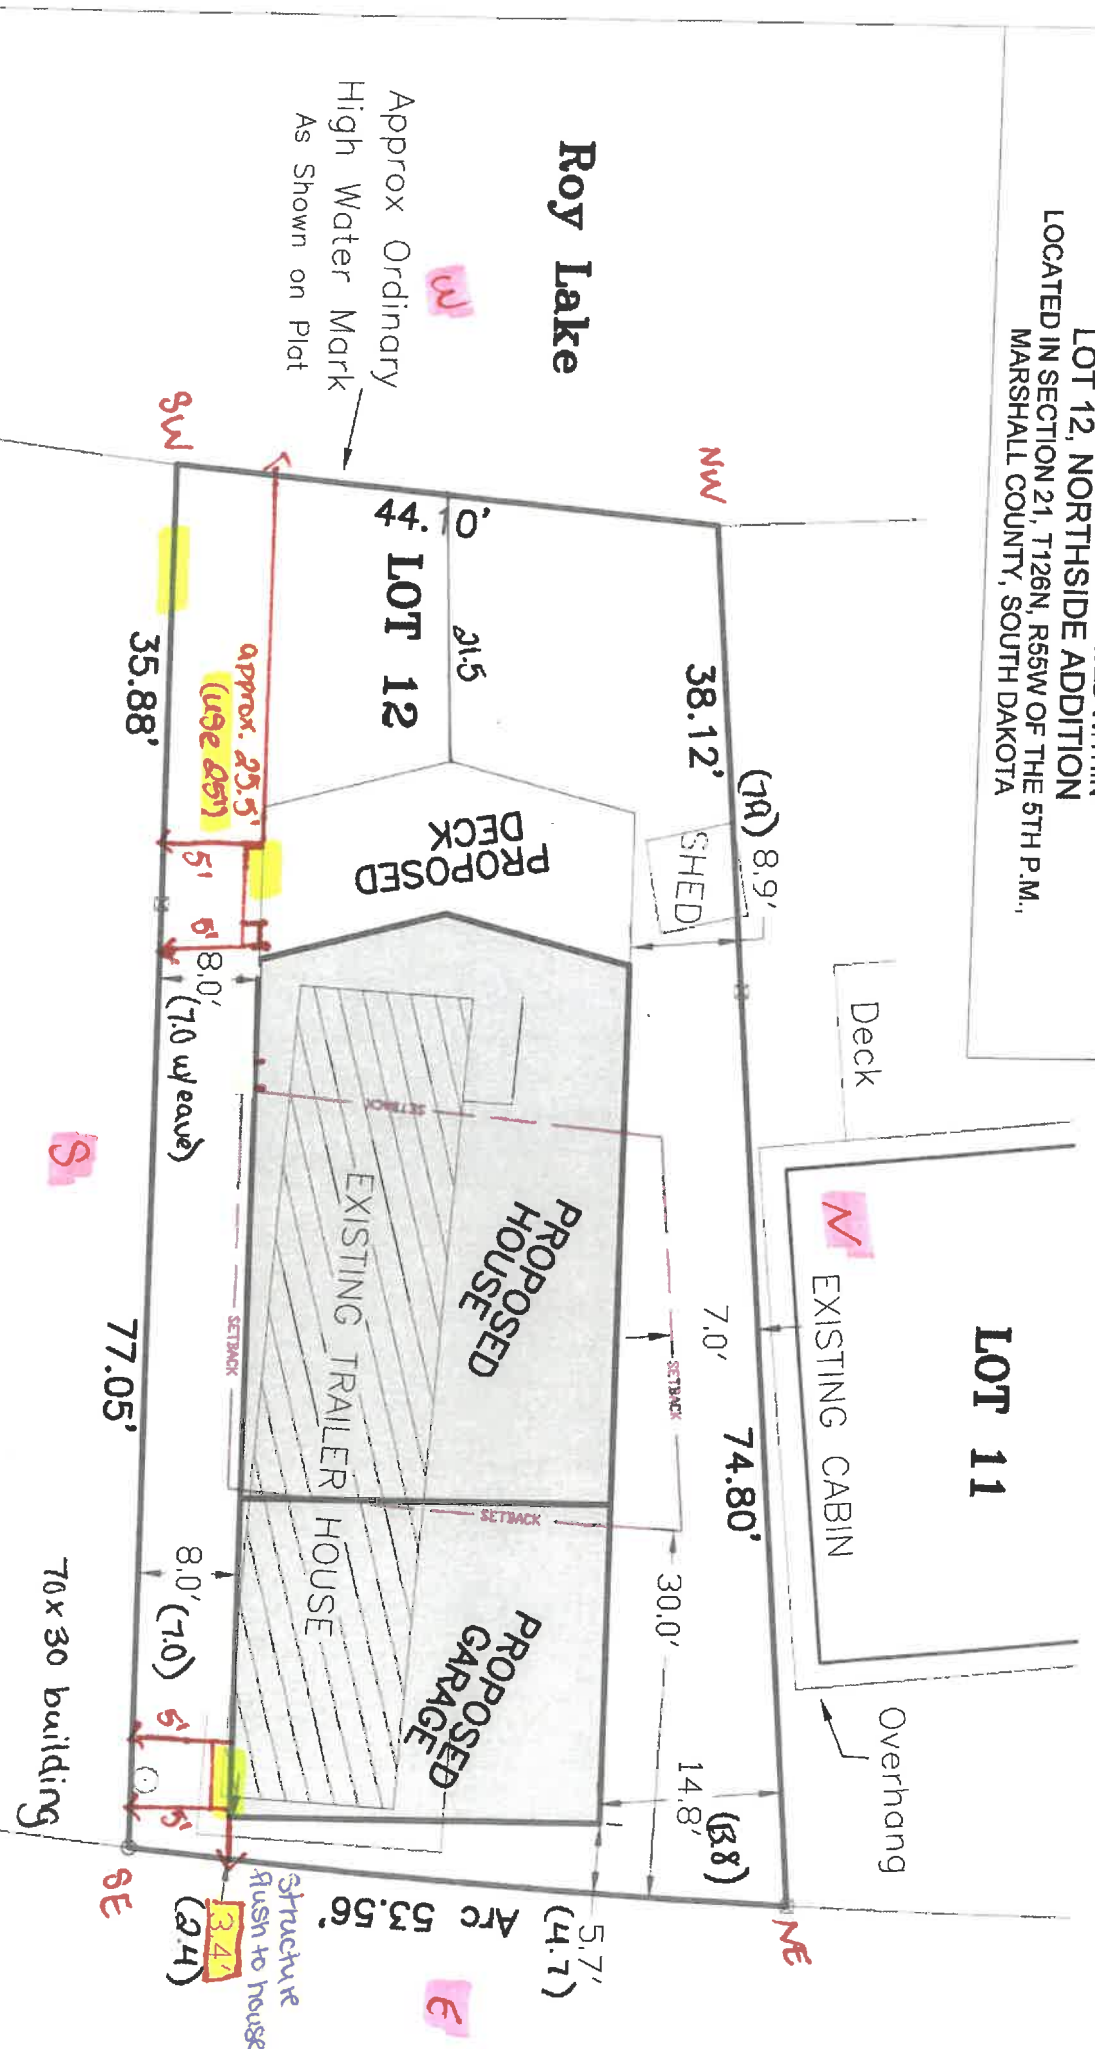 LOT 12, NORTHSIDE ADDITION
LOCATED IN SECTION 21, T126N, R55W OF THE 5TH P.M.,
MARSHALL COUNTY, SOUTH DAKOTA
Roy Lake
Approx Ordinary
High Water Mark
As Shown on Plat
W
SW
NW
44.10'
LOT 12
21.5
38.12'
35.88'
approx. 25.5'
(use 25')
(7.9) 8.9'
SHED
PROPOSED
DECK
5'
5'
8.0'
(7.0 w/eave)
Deck
N
EXISTING CABIN
LOT 11
Overhang
7.0'
74.80'
SETBACK
SETBACK
SETBACK
SETBACK
PROPOSED
HOUSE
EXISTING TRAILER HOUSE
S
77.05'
30.0'
PROPOSED
GARAGE
14.8'
(13.8)
8.0' (7.0)
5'
5'
70 x 30 building
SE
NE
Arc 53.56'
5.7'
(4.7)
3.4'
(2.4)
Structure
flush to house
E